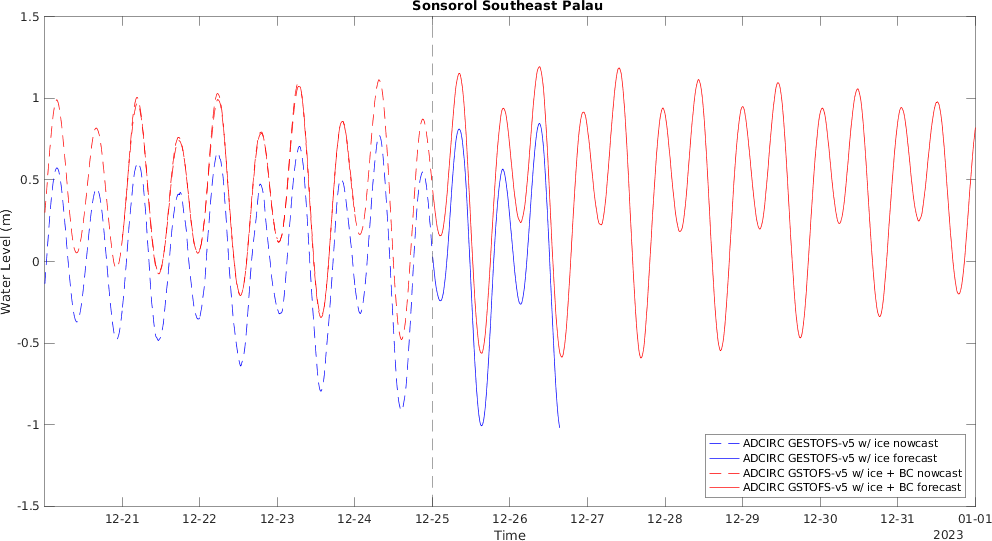 Sonsorol Southeast Palau
1.5
1
0.5
0
-0.5
-1
-1.5
Water Level (m)
ADCIRC GESTOFS-v5 w/ ice nowcast
ADCIRC GESTOFS-v5 w/ ice forecast
ADCIRC GSTOFS-v5 w/ ice + BC nowcast
ADCIRC GSTOFS-v5 w/ ice + BC forecast
12-21 12-22 12-23 12-24 12-25 12-26 12-27 12-28 12-29 12-30 12-31 01-01
Time
2023